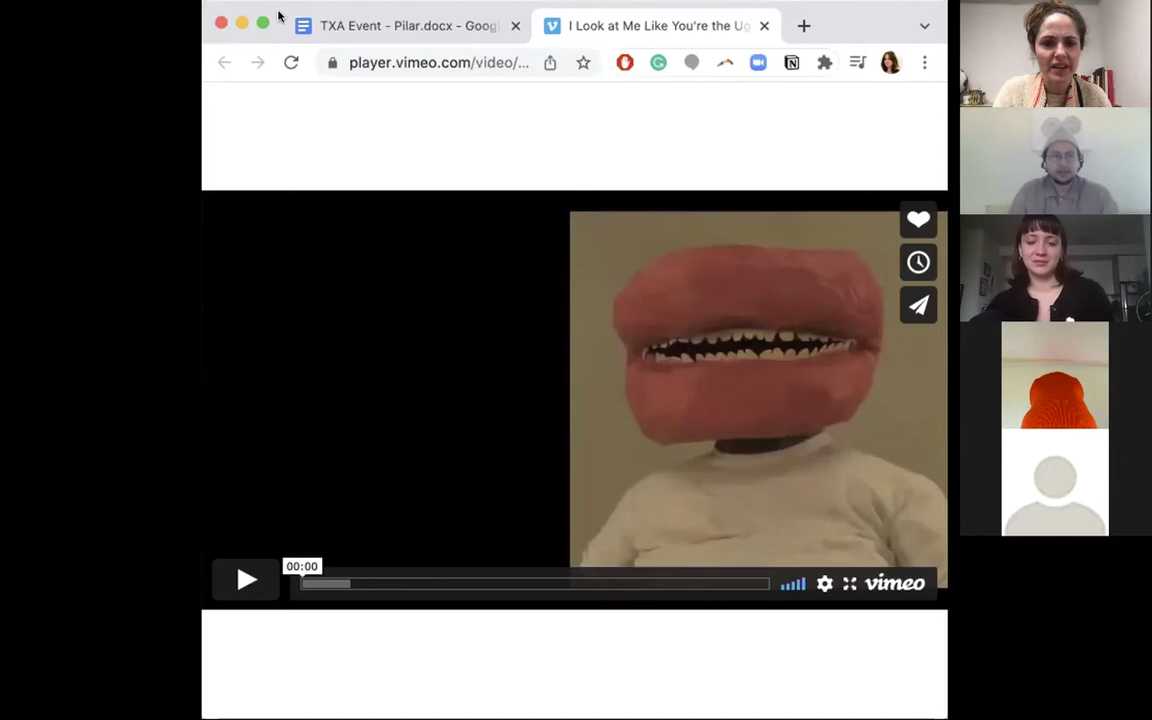 TXA Event - Pilar.docx - Goog
I Look at Me Like You're the Ug
player.vimeo.com/video/...
00:00
vimeo